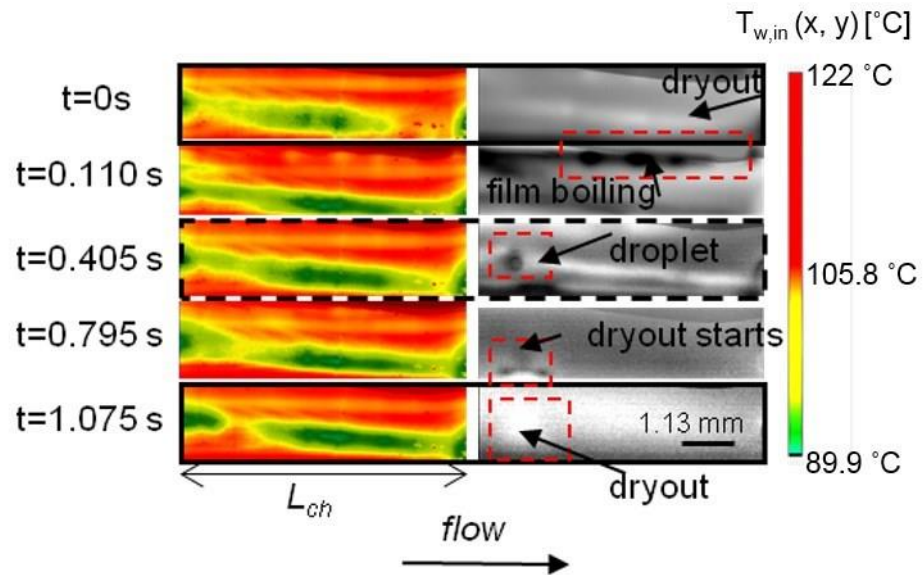 T_w,in (x, y) [˚C]
t=0s
dryout
122 ˚C
t=0.110 s
film boiling
t=0.405 s
droplet
105.8 ˚C
t=0.795 s
dryout starts
t=1.075 s
1.13 mm
89.9 ˚C
dryout
L_ch
flow